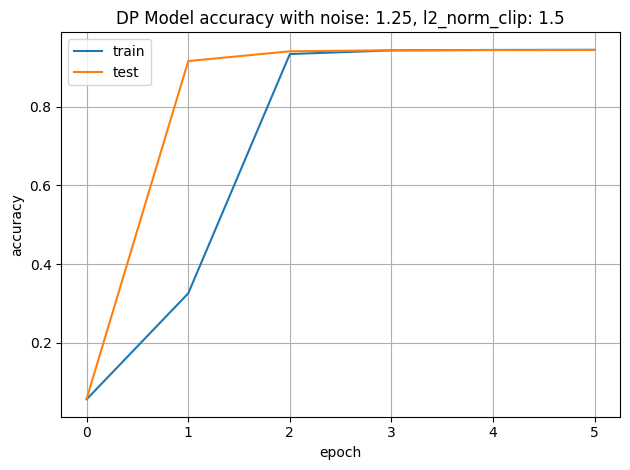 DP Model accuracy with noise: 1.25, l2_norm_clip: 1.5
train
test
accuracy
0.8
0.6
0.4
0.2
0 1 2 3 4 5
epoch